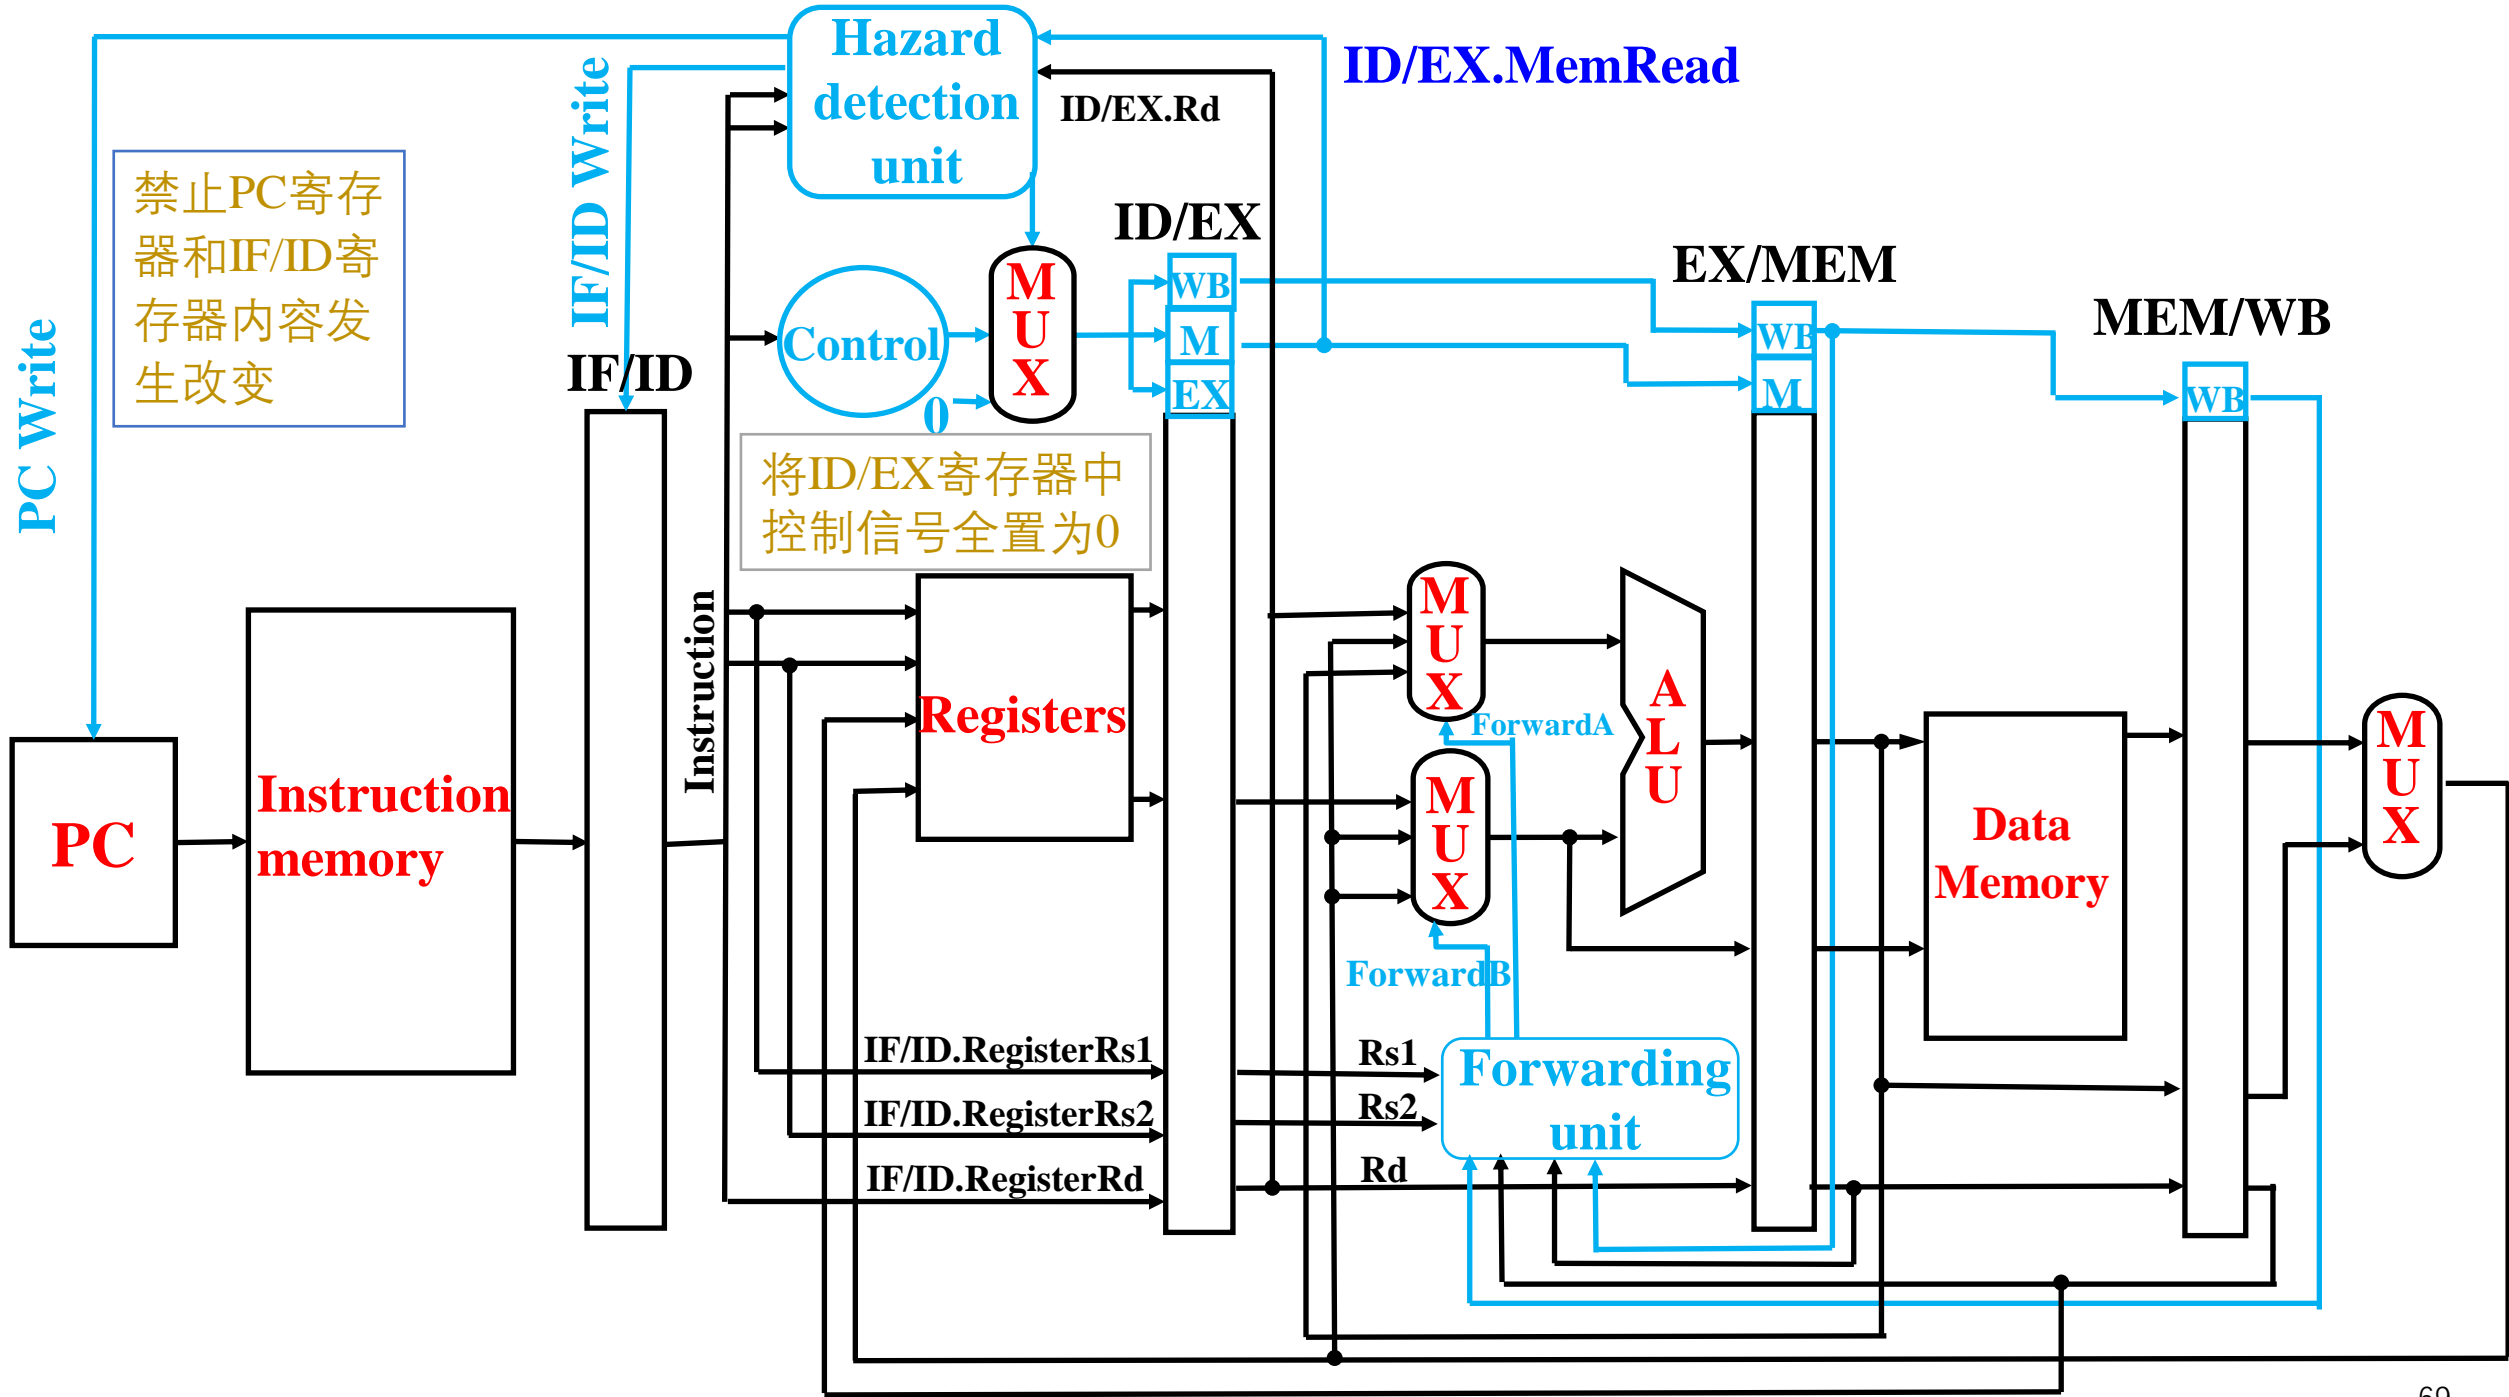 Hazard
detection
unit
ID/EX.MemRead
ID/EX.Rd
IF/ID Write
PC Write
禁止PC寄存
器和IF/ID寄
存器内容发
生改变
ID/EX
EX/MEM
MEM/WB
IF/ID
Control
0
M
U
X
WB
M
EX
WB
M
WB
将ID/EX寄存器中
控制信号全置为0
Instruction
PC
Instruction
memory
Registers
M
U
X
ForwardA
M
U
X
ForwardB
A
L
U
Data
Memory
M
U
X
IF/ID.RegisterRs1
IF/ID.RegisterRs2
IF/ID.RegisterRd
Rs1
Rs2
Rd
Forwarding
unit